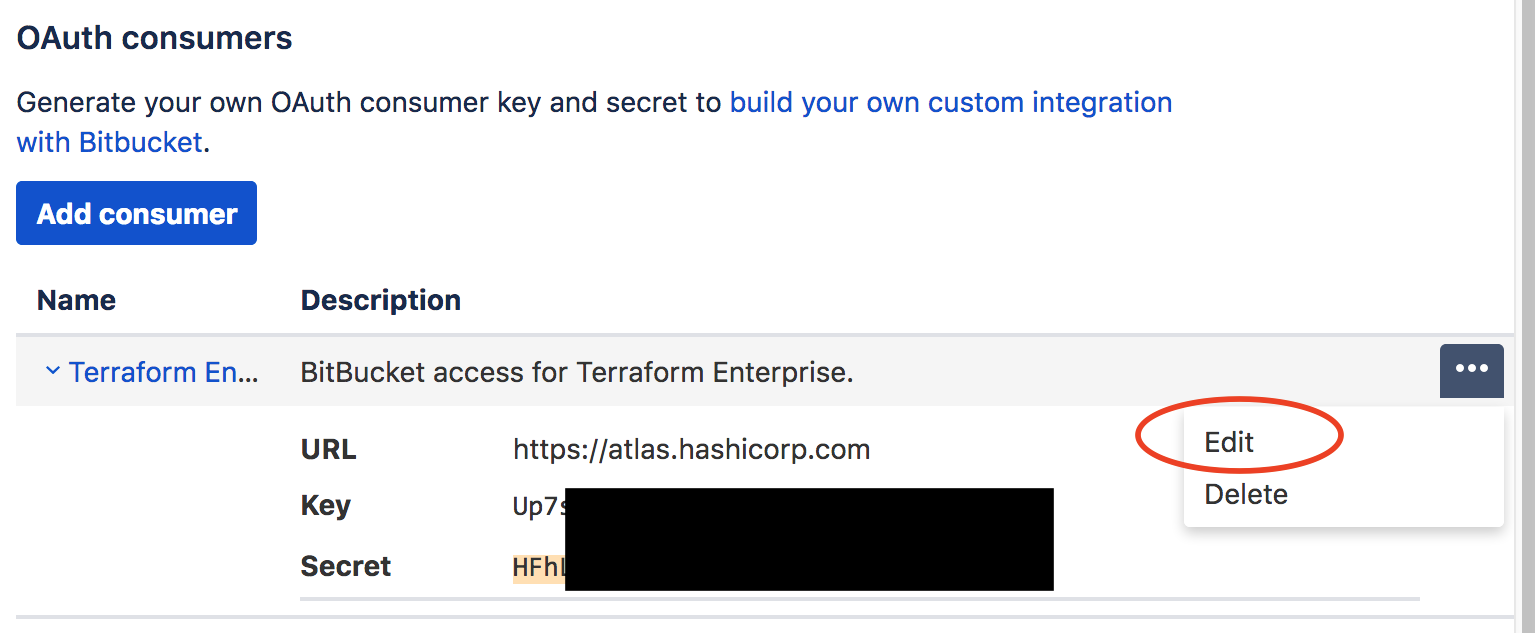 OAuth consumers
Generate your own OAuth consumer key and secret to build your own custom integration
with Bitbucket.
Add consumer
Name Description
Terraform En... BitBucket access for Terraform Enterprise.
URL https://atlas.hashicorp.com
Edit
Key Up7s
Delete
Secret HFhL